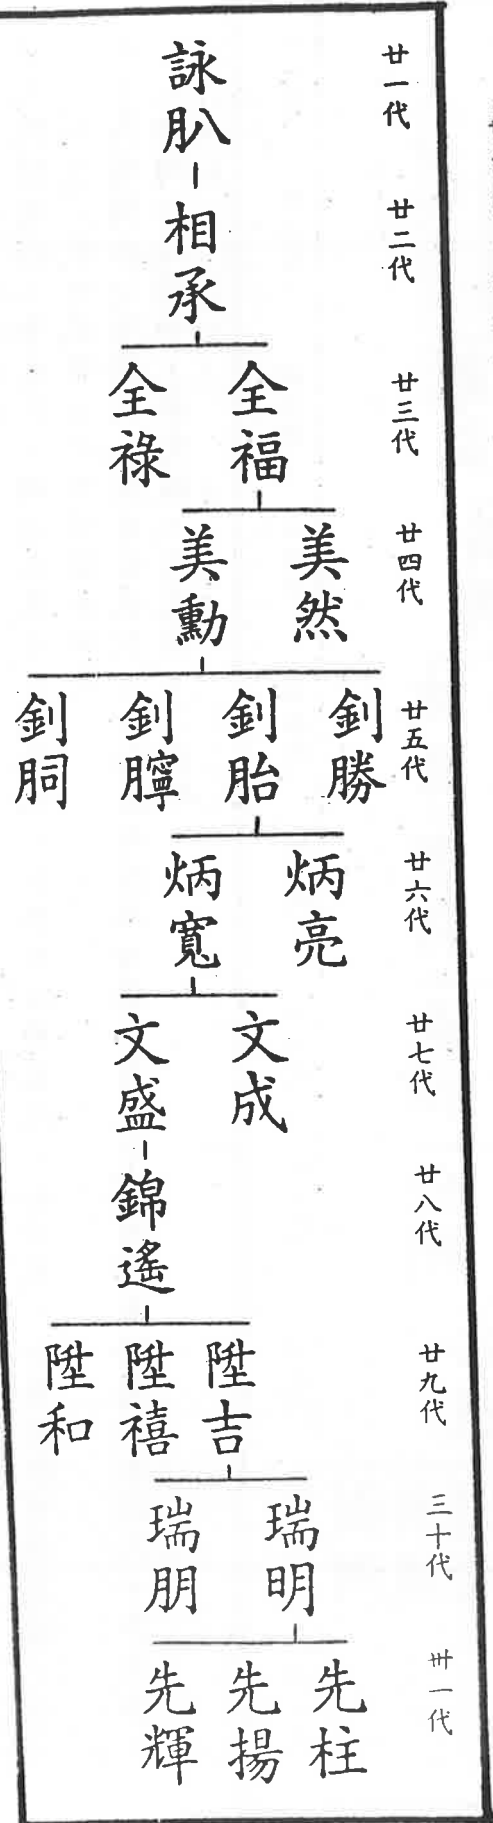 廿一代
詠朳
廿二代
相承
廿三代
全福
全祿
廿四代
美然
美勳
廿五代
釗勝
釗胎
釗朘
廿六代
炳亮
炳寬
廿七代
文成
文盛
廿八代
錦遙
廿九代
陞吉
陞禧
陞和
三十代
瑞明
瑞朋
卅一代
先柱
先揚
先輝